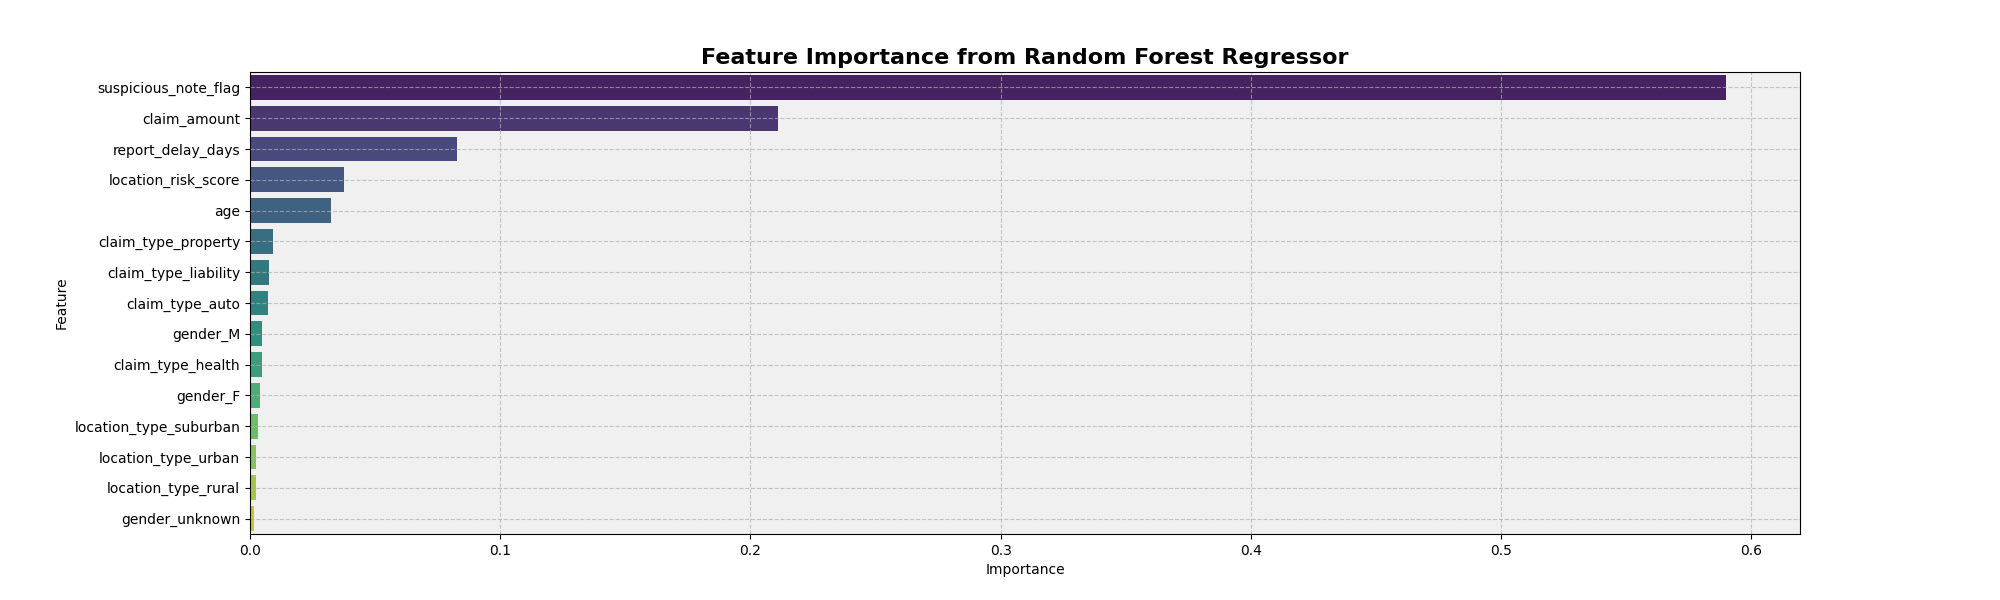 Feature Importance from Random Forest Regressor
suspicious_note_flag
claim_amount
report_delay_days
location_risk_score
age
claim_type_property
claim_type_liability
claim_type_auto
gender_M
claim_type_health
gender_F
location_type_suburban
location_type_urban
location_type_rural
gender_unknown
Feature
0.0 0.1 0.2 0.3 0.4 0.5 0.6
Importance